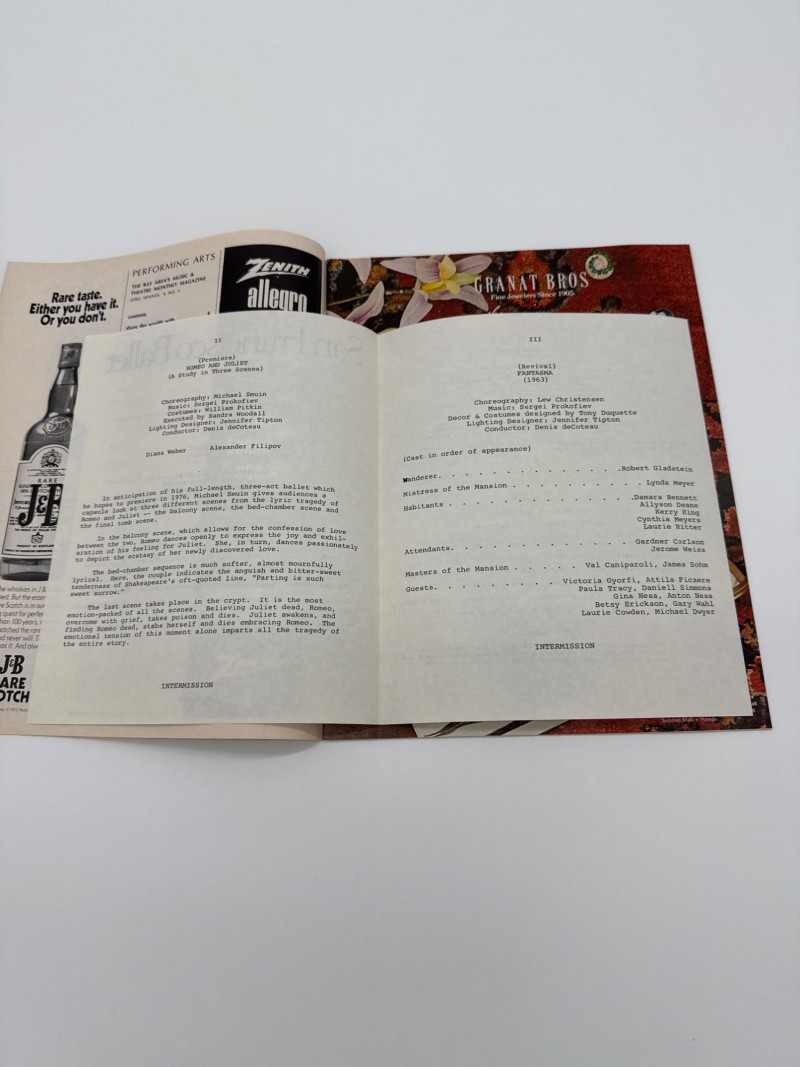 Rare taste.
Either you have it.
Or you don't.
RARE
J&B
J&B
ARE
OTCH
PERFORMING ARTS
THE BAY AREA'S MUSIC &
THEATRE MONTHLY MAGAZINE
contents
ZENITH
allegro
GRANAT BROS
Fine Jewelers Since 1905
San Francisco Ballet
II
(Premiere)
ROMEO AND JULIET
(A Study in Three Scenes)
Choreography: Michael Smuin
Music: Sergei Prokofiev
Costumes: William Pitkin
Executed by Sandra Woodall
Lighting Designer: Jennifer Tipton
Conductor: Denis deCoteau
Diana Weber Alexander Filipov
In anticipation of his full-length, three-act ballet which
he hopes to premiere in 1976, Michael Smuin gives audiences a
capsule look at three different scenes from the lyric tragedy of
Romeo and Juliet -- the balcony scene, the bed-chamber scene and
the final tomb scene.
In the balcony scene, which allows for the confession of love
between the two, Romeo dances openly to express the joy and exhil-
aration of his feeling for Juliet. She, in turn, dances passionately
to depict the ecstasy of her newly discovered love.
The bed-chamber sequence is much softer, almost mournfully
lyrical. Here, the couple indicates the anguish and bitter-sweet
tenderness of Shakespeare's oft-quoted line, "Parting is such
sweet sorrow."
The last scene takes place in the crypt. It is the most
emotion-packed of all the scenes. Believing Juliet dead, Romeo,
overcome with grief, takes poison and dies. Juliet awakens, and
finding Romeo dead, stabs herself and dies embracing Romeo. The
emotional tension of this moment alone imparts all the tragedy of
the entire story.
INTERMISSION
III
(Revival)
FANTASMA
(1963)
Choreography: Lew Christensen
Music: Sergei Prokofiev
Decor & Costumes designed by Tony Duquette
Lighting Designer: Jennifer Tipton
Conductor: Denis deCoteau
(Cast in order of appearance)
Wanderer. . . . . . . . . . . . . .Robert Gladstein
Mistress of the Mansion . . . . . . . . . . Lynda Meyer
Habitants . . . . . . . . . . . . . .Damara Bennett
Allyson Deane
Kerry King
Cynthia Meyers
Laurie Ritter
Attendants. . . . . . . . . . . . . Gardner Carlson
Jerome Weiss
Masters of the Mansion . . . . . Val Caniparoli, James Sohm
Guests. . . . . . . . . Victoria Gyorfi, Attila Ficzere
Paula Tracy, Daniell Simmons
Gina Ness, Anton Ness
Betsy Erickson, Gary Wahl
Laurie Cowden, Michael Dwyer
INTERMISSION